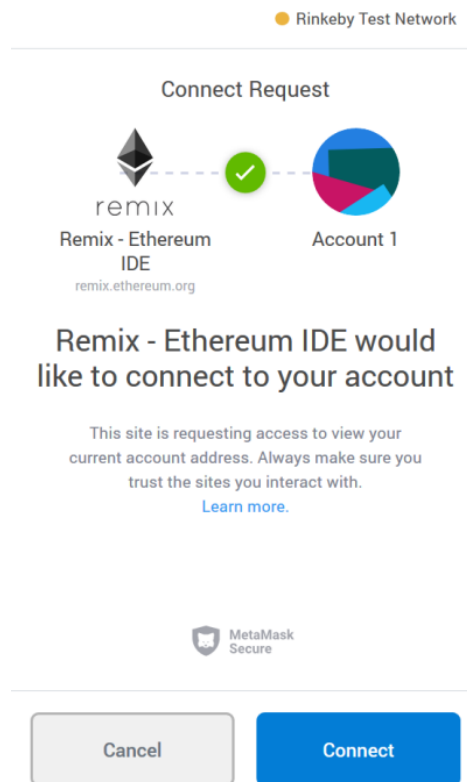 Rinkeby Test Network
Connect Request
remix
Remix - Ethereum
IDE
remix.ethereum.org
Account 1
Remix - Ethereum IDE would
like to connect to your account
This site is requesting access to view your
current account address. Always make sure you
trust the sites you interact with.
Learn more.
MetaMask
Secure
Cancel
Connect